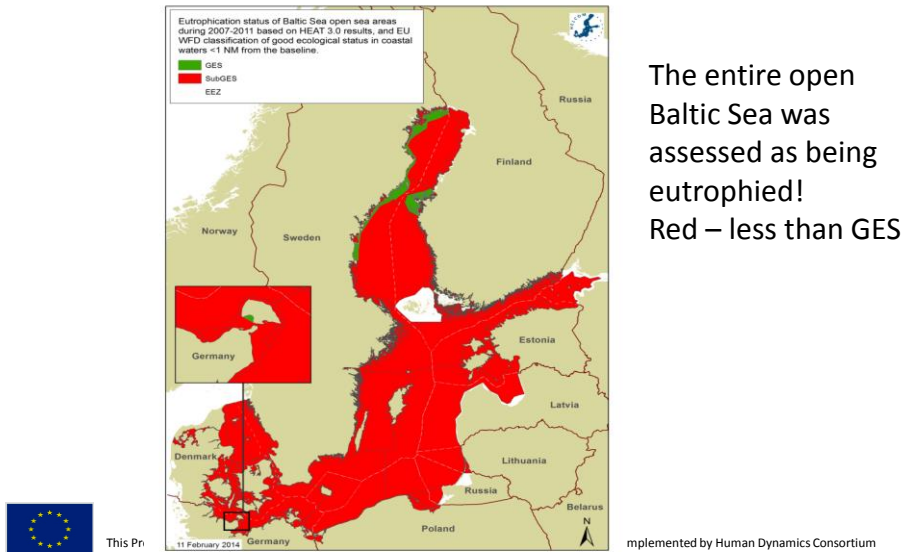 Eutrophication status of Baltic Sea open sea areas
during 2007-2011 based on HEAT 3.0 results, and EU
WFD classification of good ecological status in coastal
waters <1 NM from the baseline.
GES
SubGES
EEZ
HELCOM
The entire open
Baltic Sea was
assessed as being
eutrophied!
Red – less than GES
Russia
Finland
Norway
Sweden
Germany
Estonia
Latvia
Denmark
Lithuania
Russia
Belarus
N
Poland
Germany
11 February 2014
This Pr
mplemented by Human Dynamics Consortium